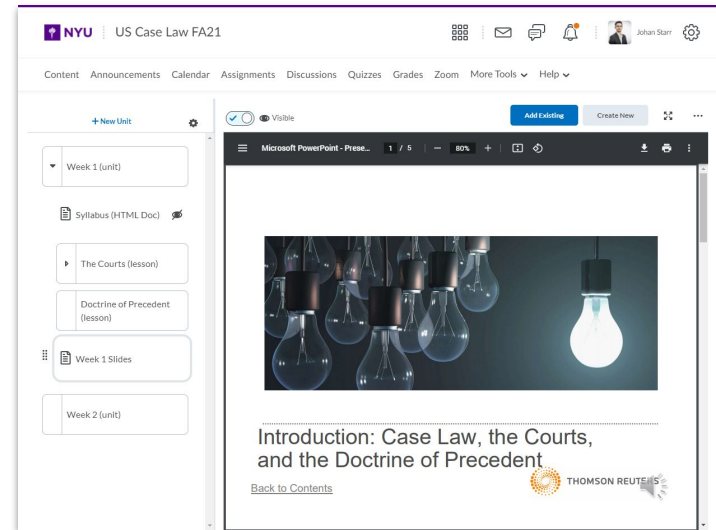 NYU US Case Law FA21 Johan Starr
Content Announcements Calendar Assignments Discussions Quizzes Grades Zoom More Tools Help
+ New Unit
Visible
Add Existing
Create New
Week 1 (unit)
Syllabus (HTML Doc)
The Courts (lesson)
Doctrine of Precedent
(lesson)
Week 1 Slides
Week 2 (unit)
Microsoft PowerPoint - Prese... 1 / 5 − 80% +
Introduction: Case Law, the Courts,
and the Doctrine of Precedent
THOMSON REUTERS
Back to Contents